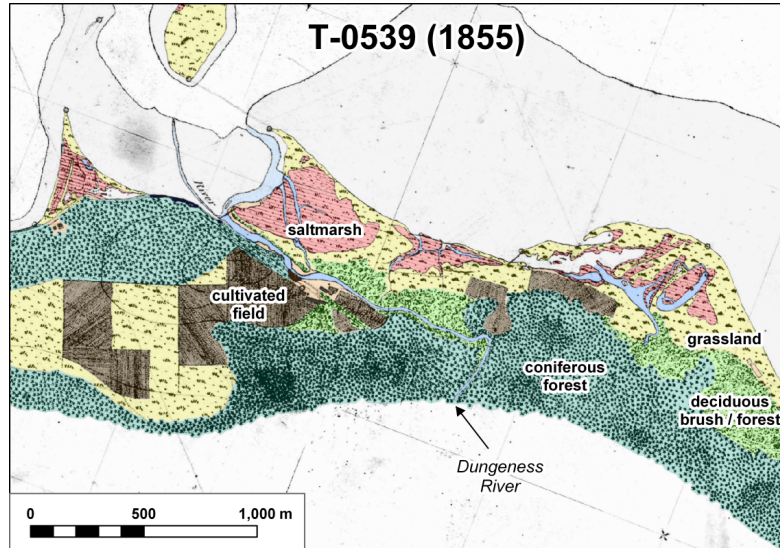 T-0539 (1855)
River
saltmarsh
cultivated
field
grassland
coniferous
forest
deciduous
brush / forest
Dungeness
River
0 500 1,000 m